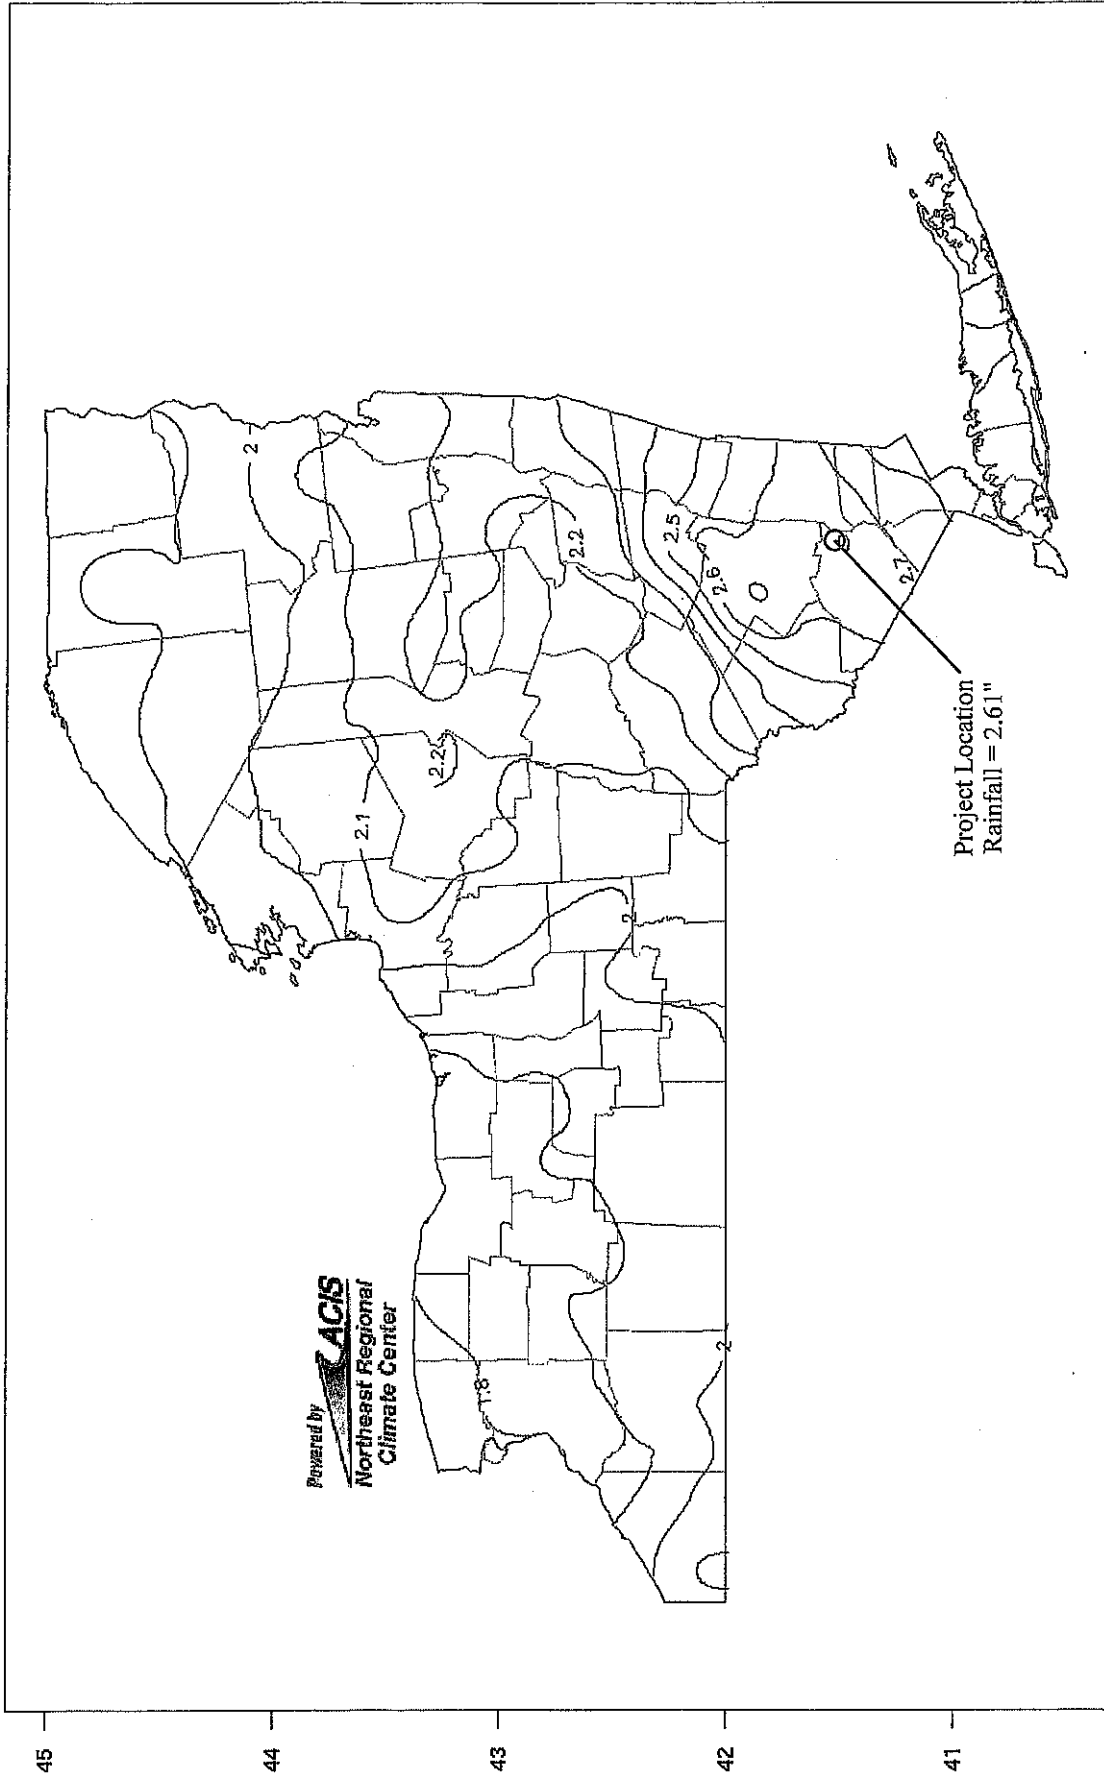 45
44
43
42
41
Powered by
ACIS
Northeast Regional
Climate Center
2
2.1
2.2
2.2
2.5
2.6
2.7
2
1.8
2
Project Location
Rainfall = 2.61"